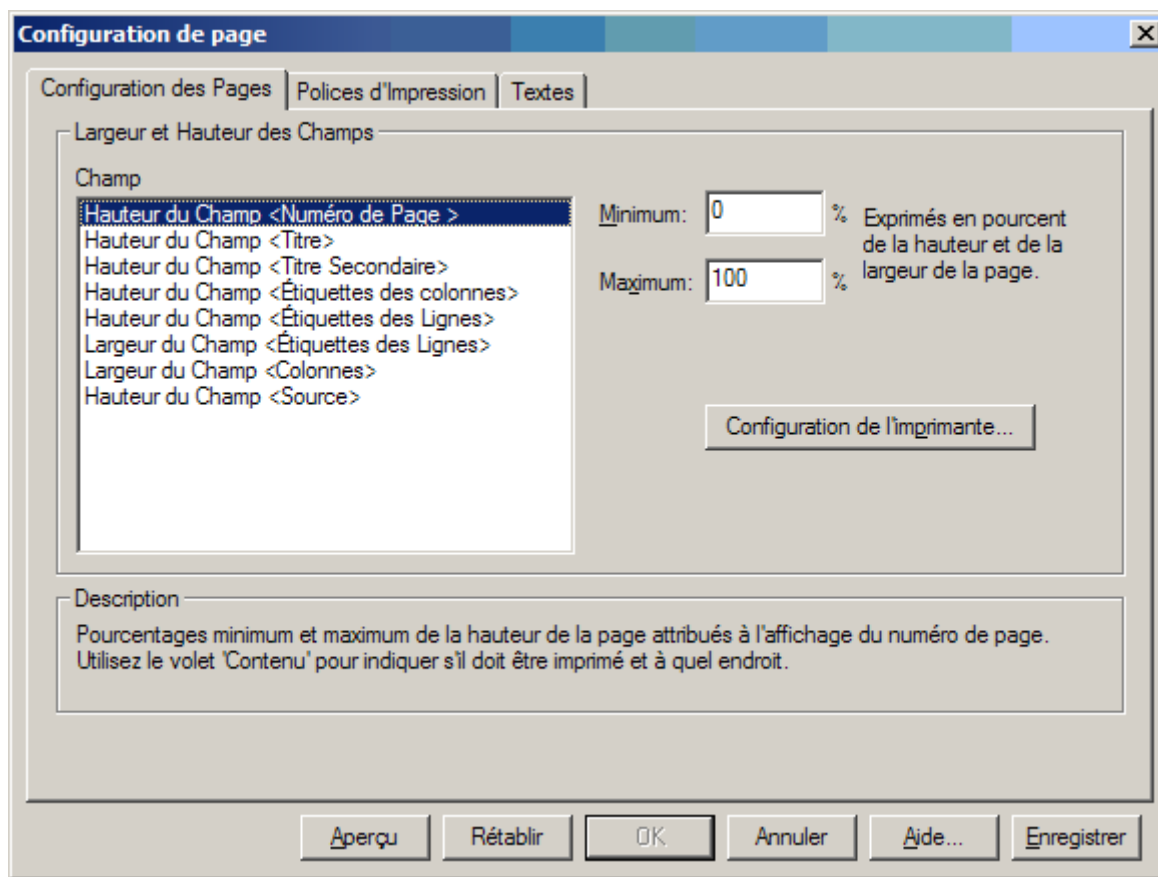 Configuration de page
Configuration des Pages
Polices d'Impression
Textes
Largeur et Hauteur des Champs
Champ
Hauteur du Champ <Numéro de Page >
Hauteur du Champ <Titre>
Hauteur du Champ <Titre Secondaire>
Hauteur du Champ <Étiquettes des colonnes>
Hauteur du Champ <Étiquettes des Lignes>
Largeur du Champ <Étiquettes des Lignes>
Largeur du Champ <Colonnes>
Hauteur du Champ <Source>
Minimum: 0 %
Maximum: 100 %
Exprimés en pourcent
de la hauteur et de la
largeur de la page.
Configuration de l'imprimante...
Description
Pourcentages minimum et maximum de la hauteur de la page attribués à l'affichage du numéro de page.
Utilisez le volet 'Contenu' pour indiquer s'il doit être imprimé et à quel endroit.
Aperçu
Rétablir
OK
Annuler
Aide...
Enregistrer